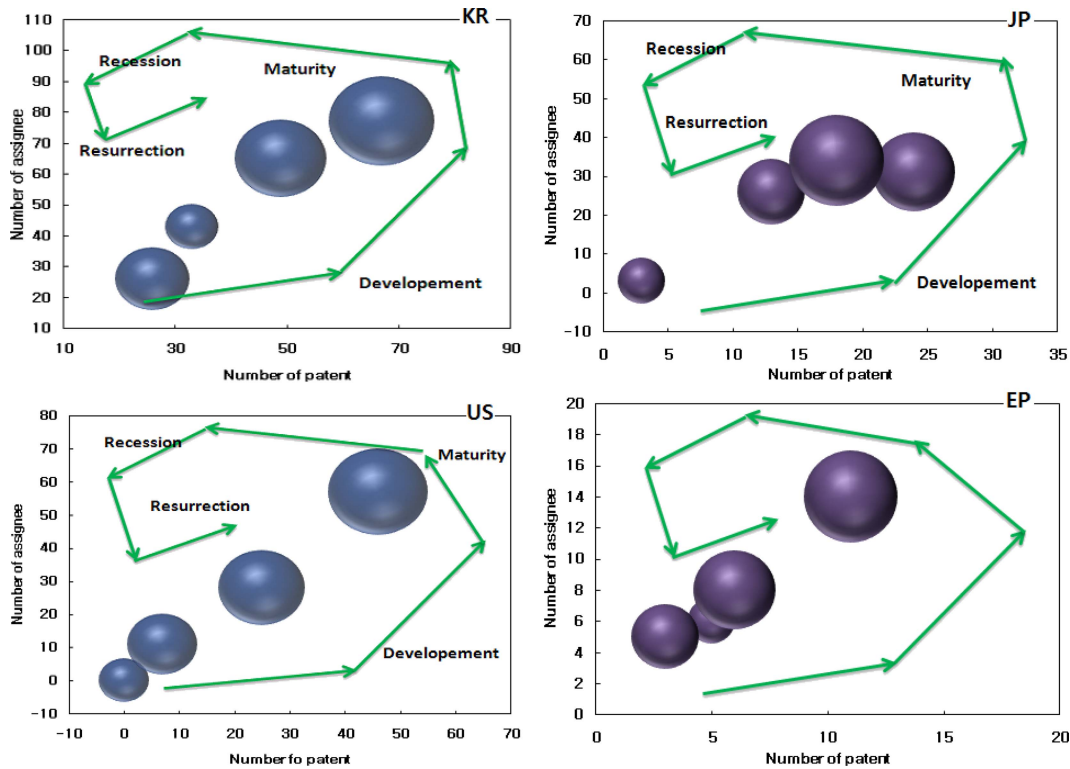 KR
110
100
90
80
70
60
50
40
30
20
10
Number of assignee
Recession
Maturity
Resurrection
Developement
10 30 50 70 90
Number of patent
JP
70
60
50
40
30
20
10
0
-10
Number of assignee
Recession
Maturity
Resurrection
Developement
0 5 10 15 20 25 30 35
Number of patent
US
80
70
60
50
40
30
20
10
0
-10
Number of assignee
Recession
Maturity
Resurrection
Developement
-10 0 10 20 30 40 50 60 70
Number fo patent
EP
20
18
16
14
12
10
8
6
4
2
0
Number of assignee
0 5 10 15 20
Number of patent